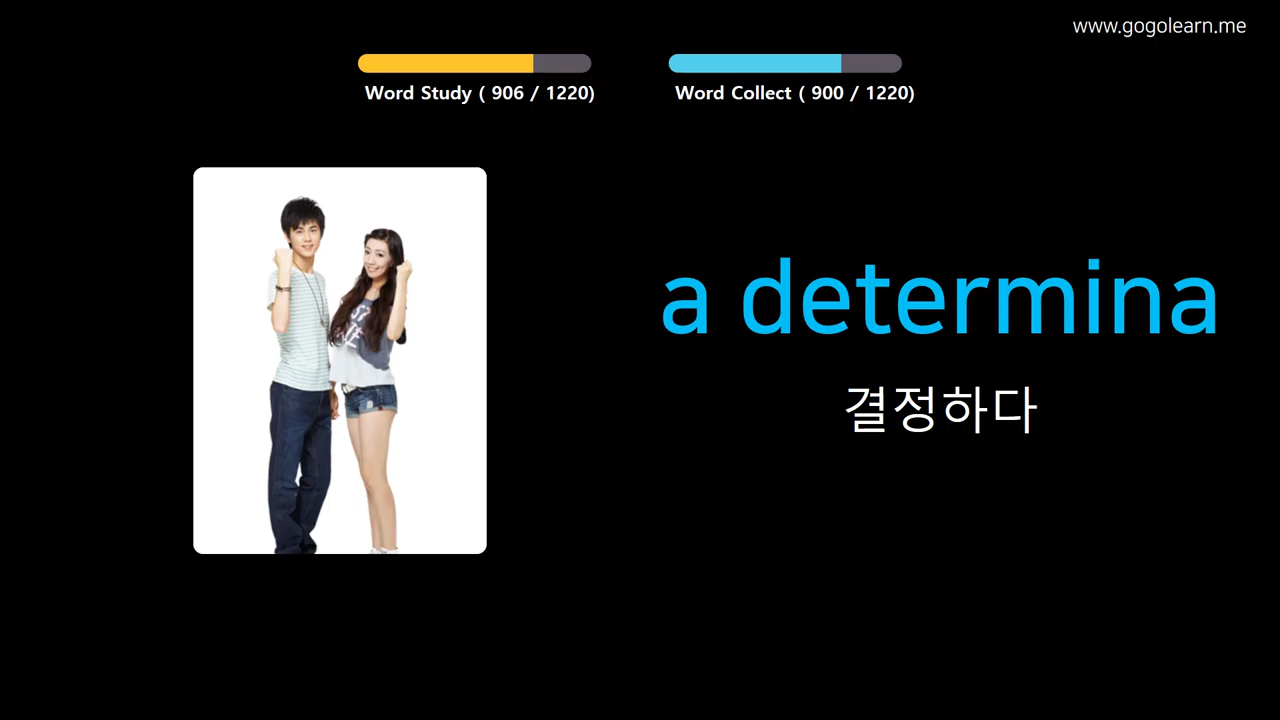 www.gogolearn.me
Word Study ( 906 / 1220)
Word Collect ( 900 / 1220)
a determina
결정하다